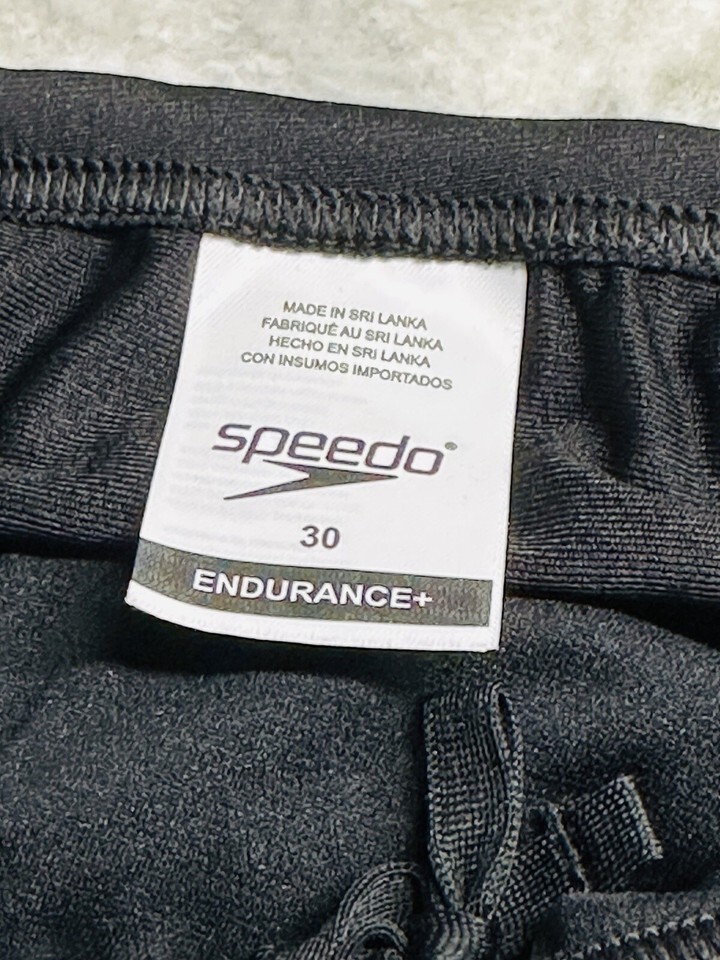 MADE IN SRI LANKA
FABRIQUÉ AU SRI LANKA
HECHO EN SRI LANKA
CON INSUMOS IMPORTADOS
speedo
30
ENDURANCE+